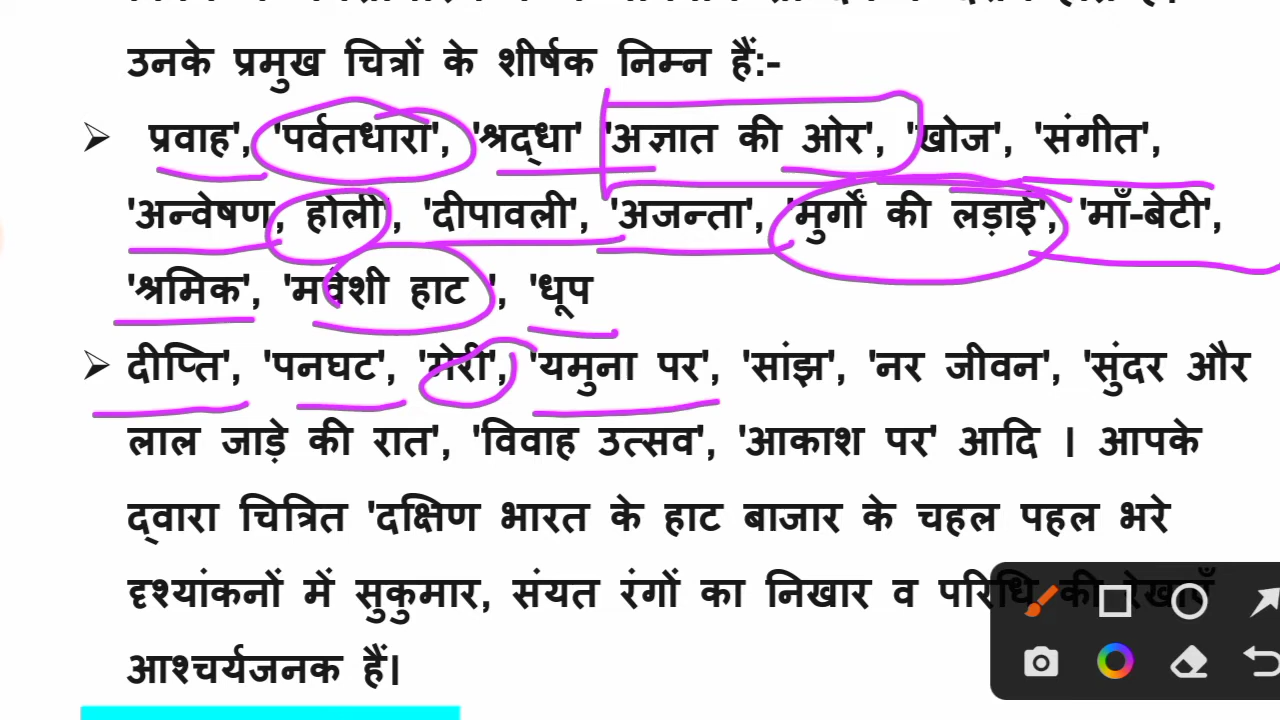 उनके प्रमुख चित्रों के शीर्षक निम्न हैं:-
➢ प्रवाह', 'पर्वतधारा', 'श्रद्धा' 'अज्ञात की ओर', 'खोज', 'संगीत',
'अन्वेषण, होली', 'दीपावली', 'अजन्ता', 'मुर्गों की लड़ाई', 'माँ-बेटी',
'श्रमिक', 'मवेशी हाट ', 'धूप
➢ दीप्ति', 'पनघट', 'मेरी', 'यमुना पर', 'सांझ', 'नर जीवन', 'सुंदर और
लाल जाड़े की रात', 'विवाह उत्सव', 'आकाश पर' आदि । आपके
द्वारा चित्रित 'दक्षिण भारत के हाट बाजार के चहल पहल भरे
दृश्यांकनों में सुकुमार, संयत रंगों का निखार व परिधि की रेखाएँ
आश्चर्यजनक हैं।